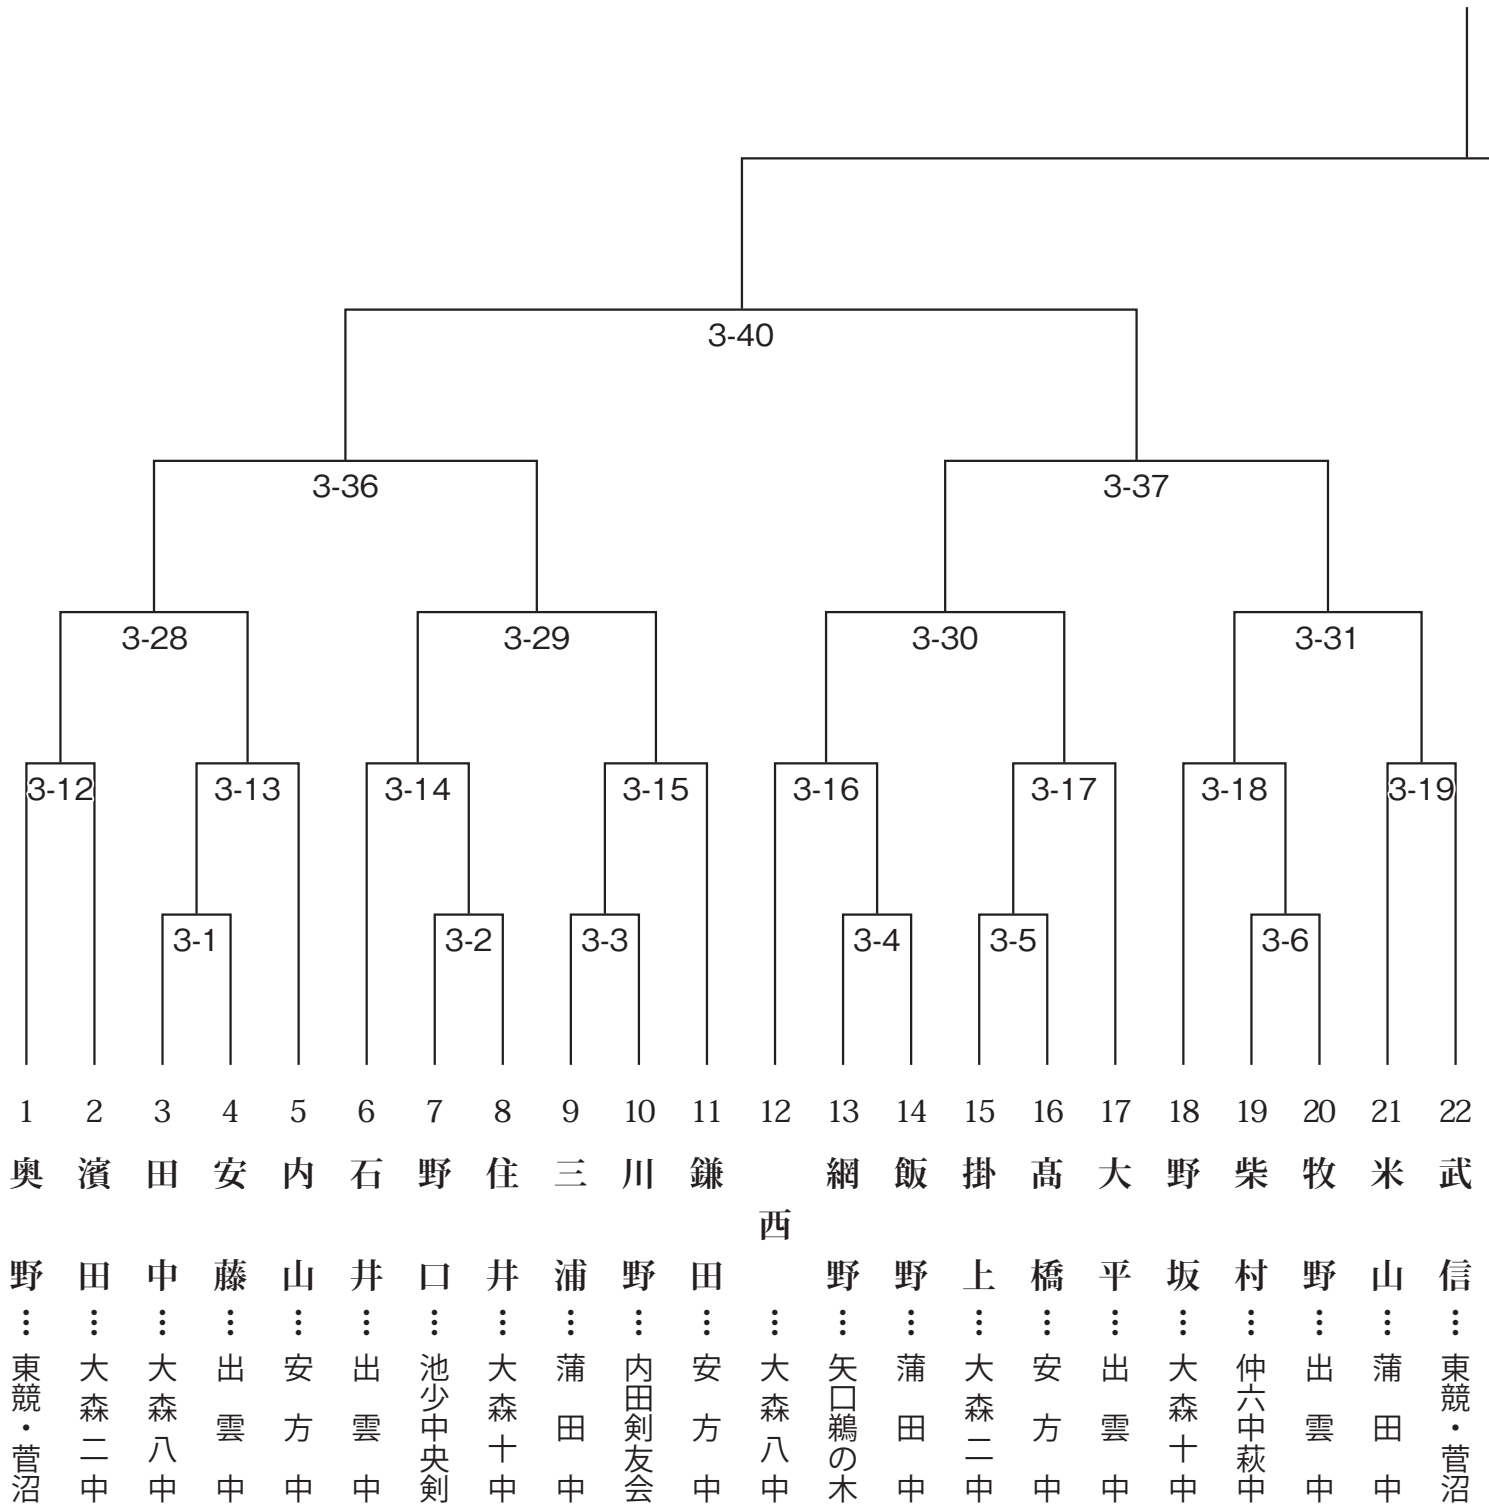 3-40
3-36
3-37
3-28
3-29
3-30
3-31
3-12
3-13
3-14
3-15
3-16
3-17
3-18
3-19
3-1
3-2
3-3
3-4
3-5
3-6
1 奥野…東競・菅沼
2 濱田…大森二中
3 田中…大森八中
4 安藤…出雲中
5 内山…安方中
6 石井…出雲中
7 野口…池少中央剣
8 住井…大森十中
9 三浦…蒲田中
10 川野…内田剣友会
11 鎌田…安方中
12 西…大森八中
13 網野…矢口鵜の木
14 飯野…蒲田中
15 掛上…大森二中
16 髙橋…安方中
17 大平…出雲中
18 野坂…大森十中
19 柴村…仲六中萩中
20 牧野…出雲中
21 米山…蒲田中
22 武信…東競・菅沼